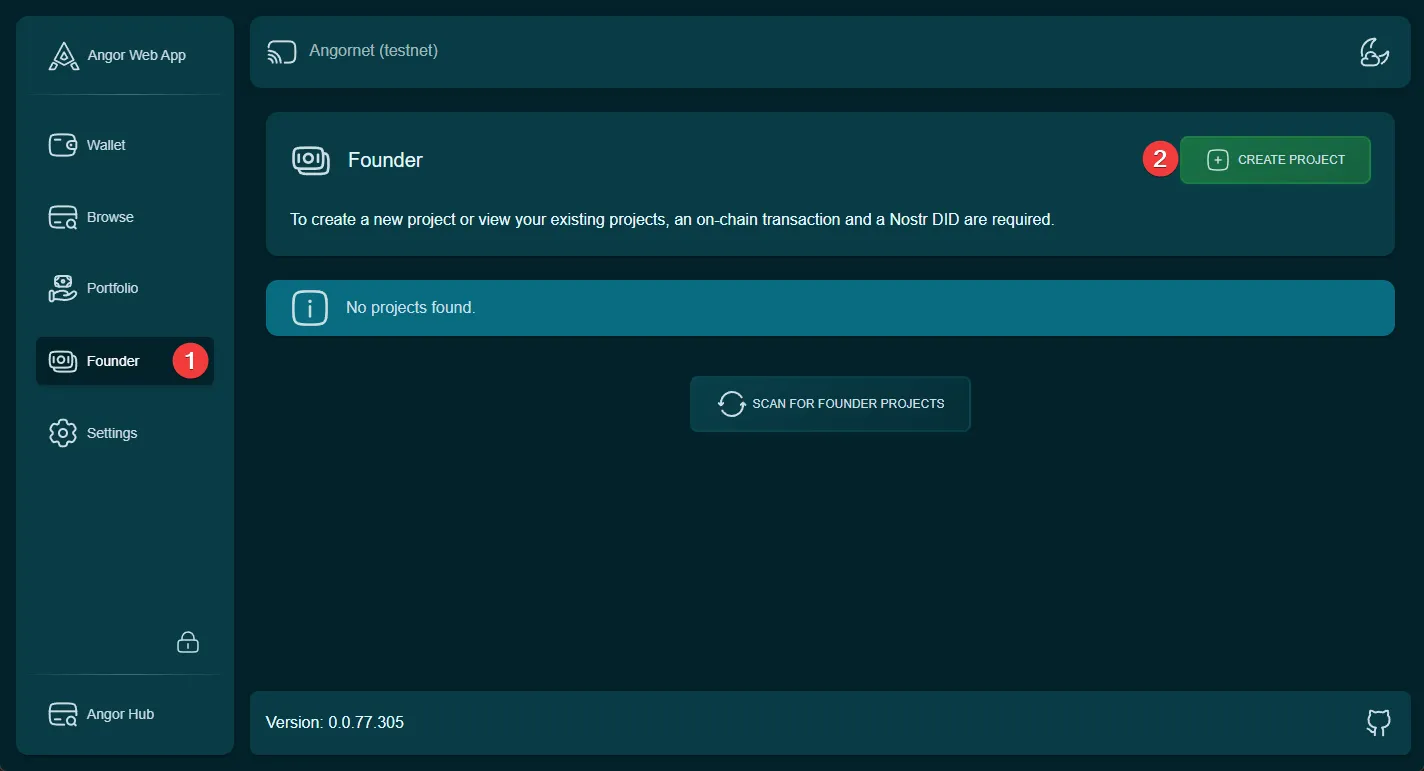 Angor Web App
Wallet
Browse
Portfolio
Founder
1
Settings
Angor Hub
Angornet (testnet)
Founder
2
CREATE PROJECT
To create a new project or view your existing projects, an on-chain transaction and a Nostr DID are required.
No projects found.
SCAN FOR FOUNDER PROJECTS
Version: 0.0.77.305